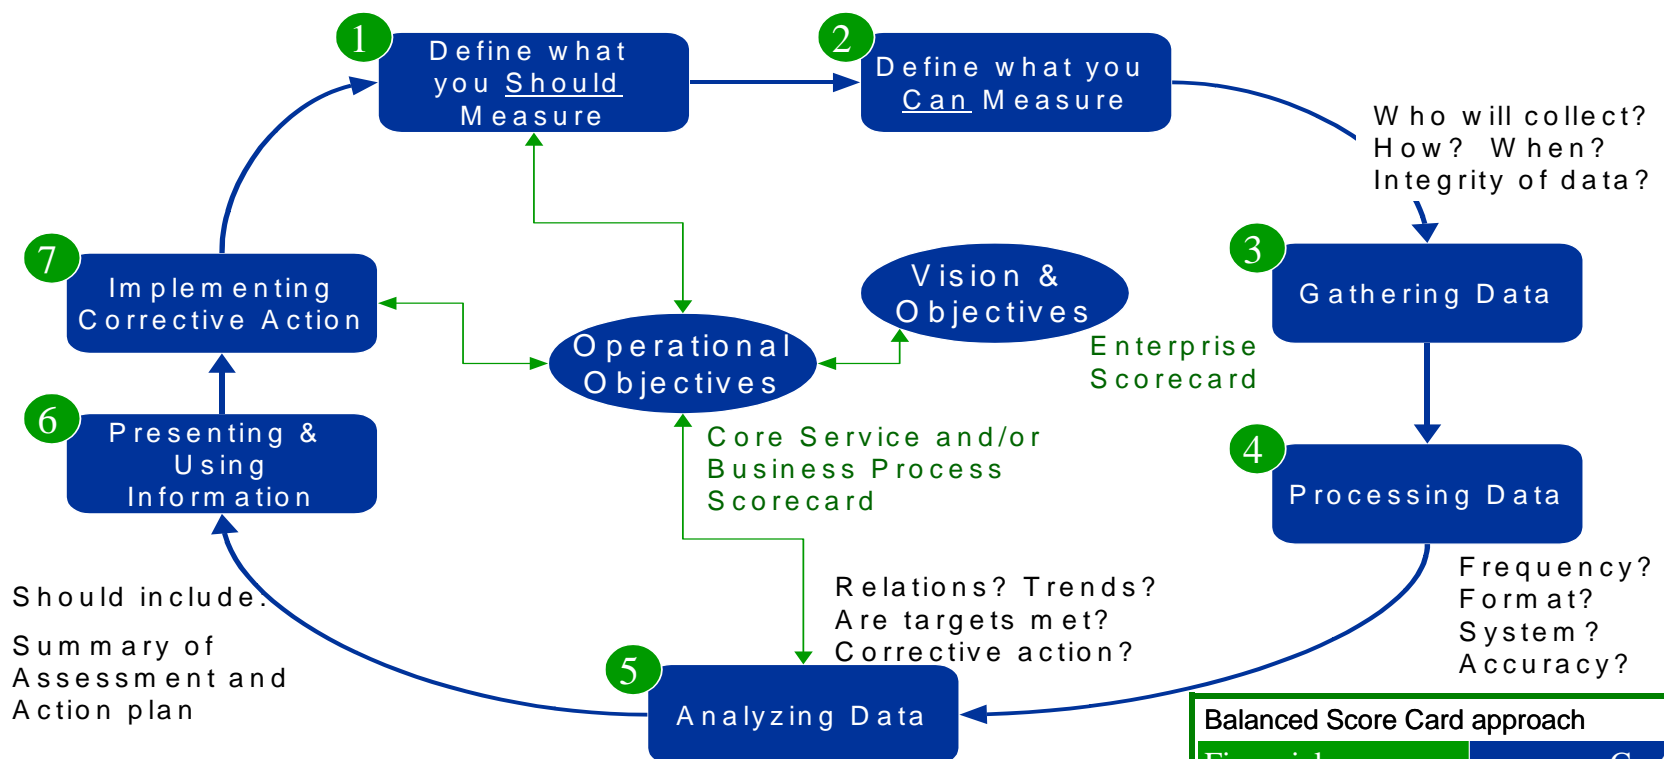 1
Define what
you Should
Measure
2
Define what you
Can Measure
Who will collect?
How? When?
Integrity of data?
3
Gathering Data
4
Processing Data
Frequency?
Format?
System?
Accuracy?
5
Analyzing Data
Relations? Trends?
Are targets met?
Corrective action?
6
Presenting &
Using
Information
Should include:
Summary of
Assessment and
Action plan
7
Implementing
Corrective Action
Operational
Objectives
Vision &
Objectives
Enterprise
Scorecard
Core Service and/or
Business Process
Scorecard
Balanced Score Card approach